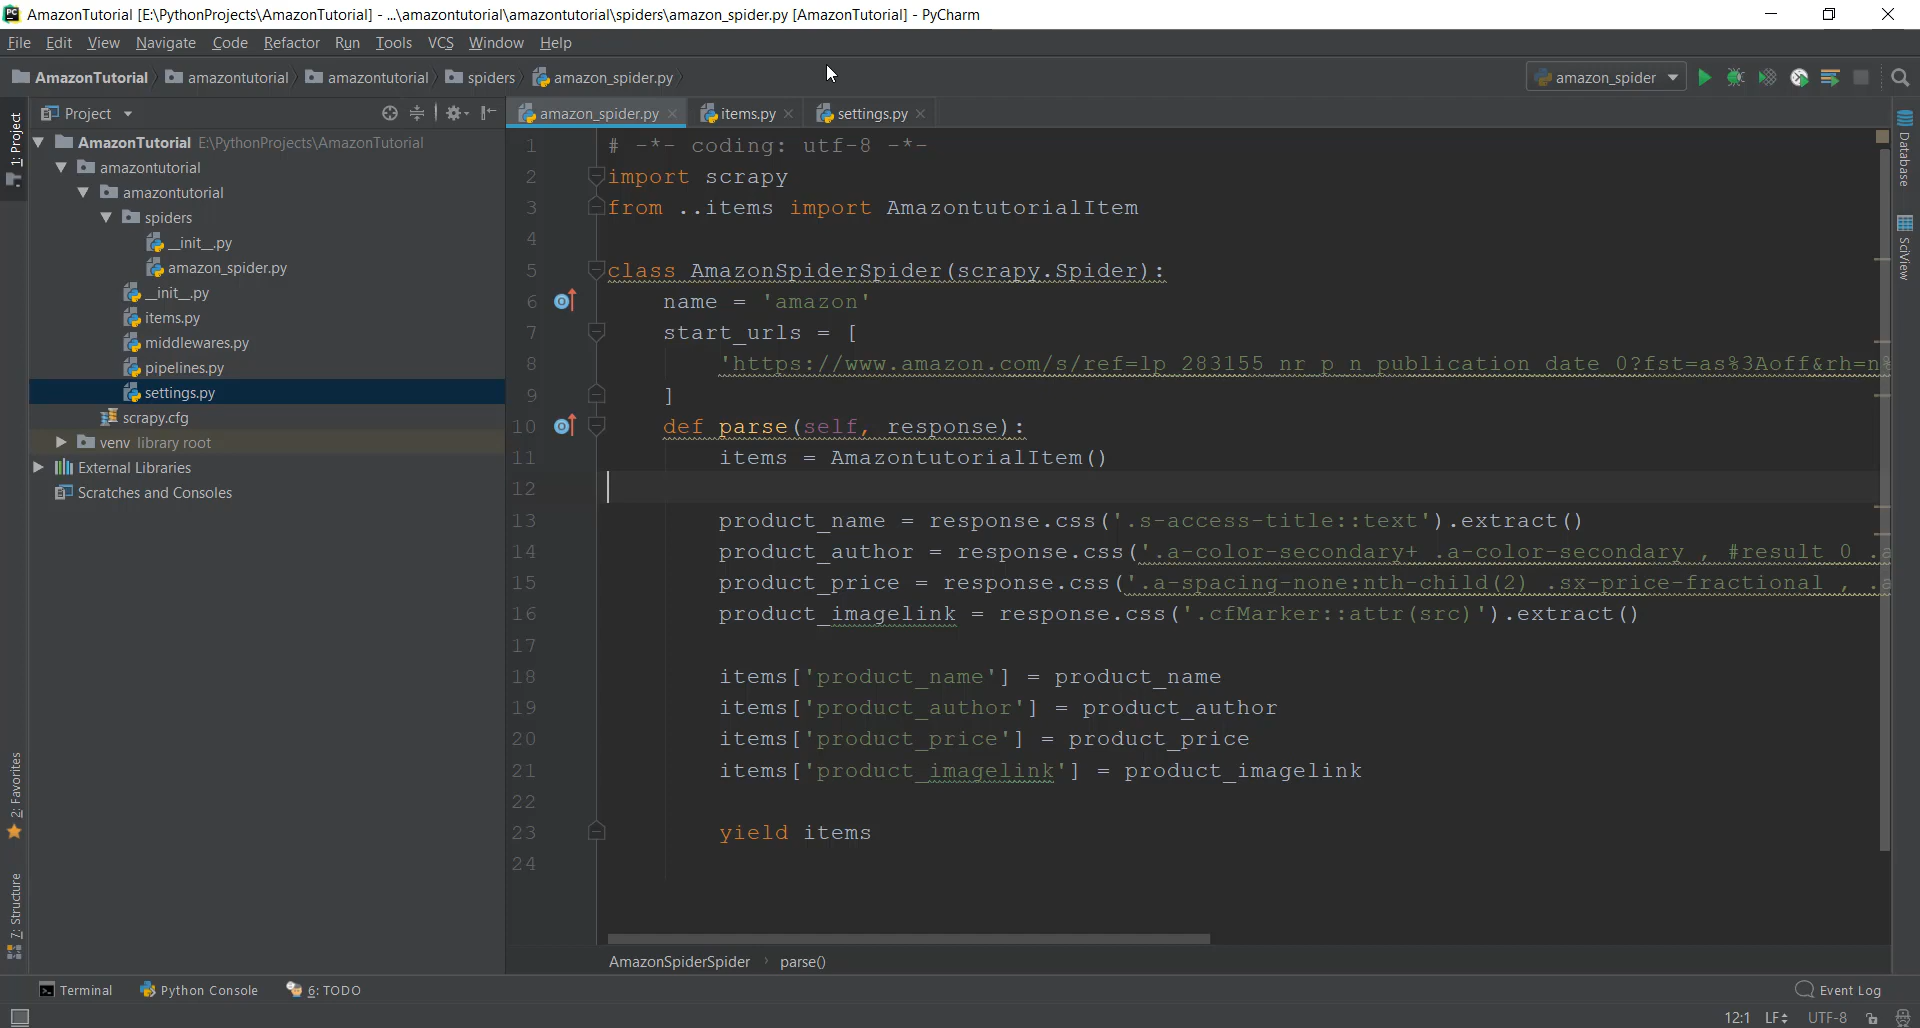 AmazonTutorial [E:\PythonProjects\AmazonTutorial] - ...\amazontutorial\amazontutorial\spiders\amazon_spider.py [AmazonTutorial] - PyCharm
File Edit View Navigate Code Refactor Run Tools VCS Window Help
AmazonTutorial amazontutorial amazontutorial spiders amazon_spider.py amazon_spider
Project amazon_spider.py items.py settings.py
1: Project
2: Favorites
7: Structure
AmazonTutorial E:\PythonProjects\AmazonTutorial
amazontutorial
amazontutorial
spiders
__init__.py
amazon_spider.py
__init__.py
items.py
middlewares.py
pipelines.py
settings.py
scrapy.cfg
venv library root
External Libraries
Scratches and Consoles
1 # -*- coding: utf-8 -*-
2 import scrapy
3 from ..items import AmazontutorialItem
4
5 class AmazonSpiderSpider(scrapy.Spider):
6 name = 'amazon'
7 start_urls = [
8 'https://www.amazon.com/s/ref=lp_283155_nr_p_n_publication_date_0?fst=as%3Aoff&rh=n%
9 ]
10 def parse(self, response):
11 items = AmazontutorialItem()
12
13 product_name = response.css('.s-access-title::text').extract()
14 product_author = response.css('.a-color-secondary+ .a-color-secondary , #result_0 .a
15 product_price = response.css('.a-spacing-none:nth-child(2) .sx-price-fractional , .a
16 product_imagelink = response.css('.cfMarker::attr(src)').extract()
17
18 items['product_name'] = product_name
19 items['product_author'] = product_author
20 items['product_price'] = product_price
21 items['product_imagelink'] = product_imagelink
22
23 yield items
24
Database
SciView
AmazonSpiderSpider parse()
Terminal Python Console 6: TODO Event Log
12:1 LF UTF-8